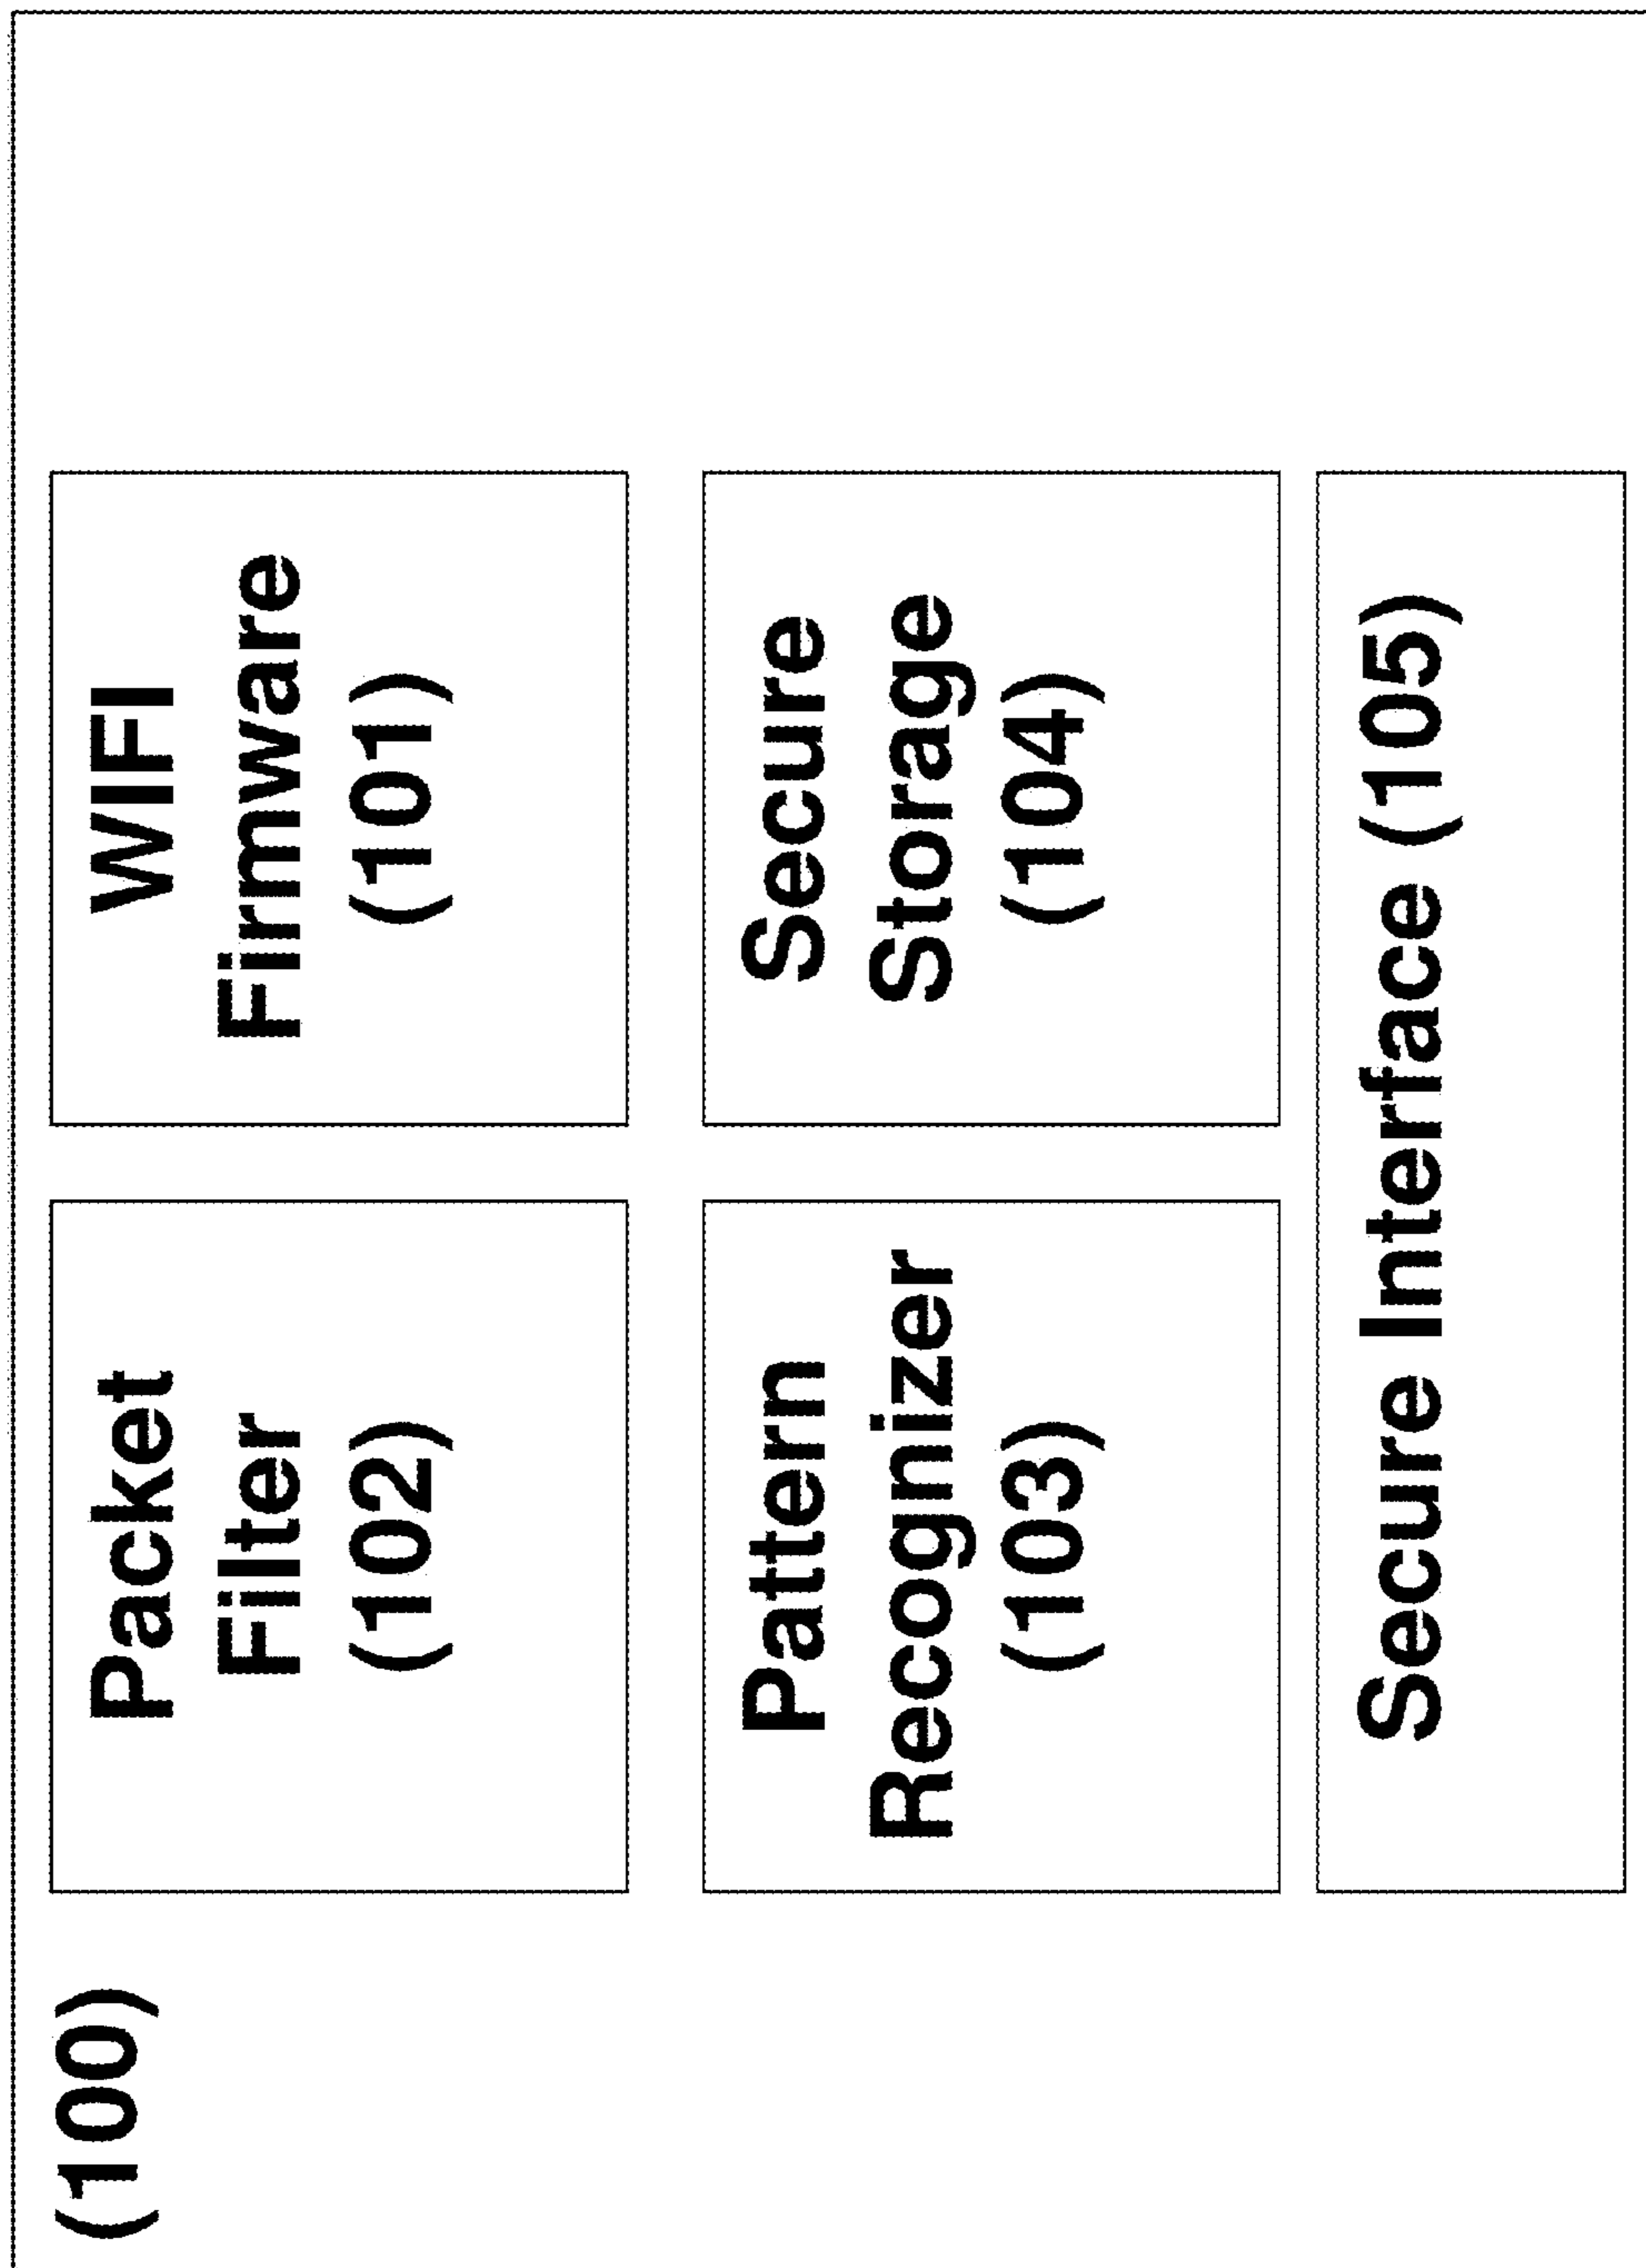 (100)
Packet
Filter
(102)
WIFI
Firmware
(101)
Pattern
Recognizer
(103)
Secure
Storage
(104)
Secure Interface (105)